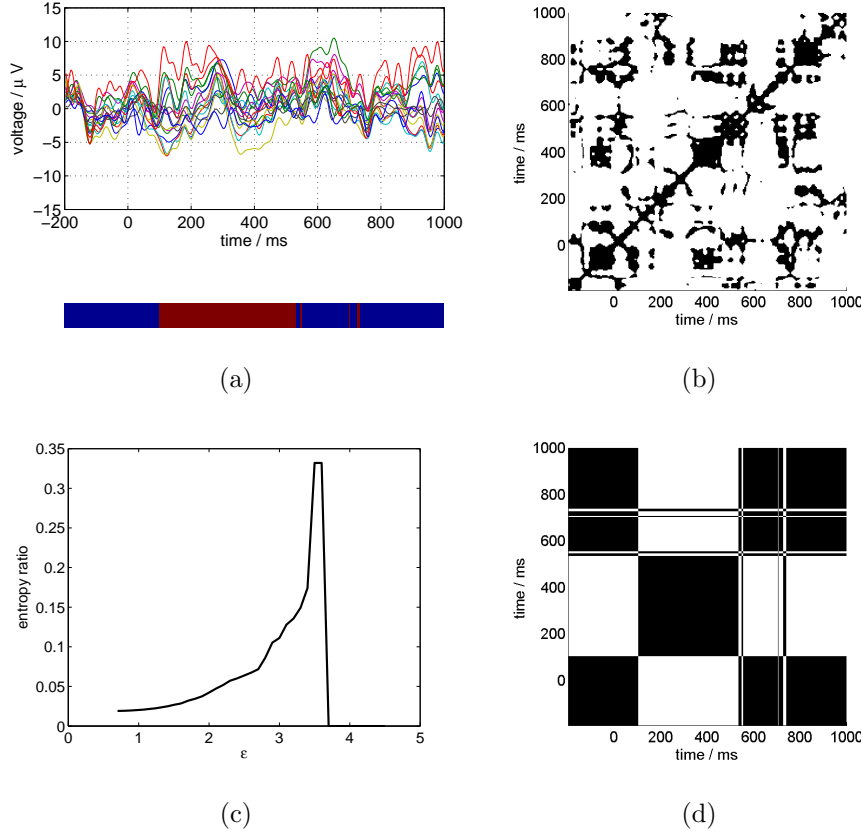 15
10
5
0
−5
−10
−15
−200 0 200 400 600 800 1000
voltage / μ V
time / ms
(a)
1000
800
600
400
200
0
0 200 400 600 800 1000
time / ms
time / ms
(b)
0.35
0.3
0.25
0.2
0.15
0.1
0.05
0
0 1 2 3 4 5
entropy ratio
ε
(c)
1000
800
600
400
200
0
0 200 400 600 800 1000
time / ms
time / ms
(d)